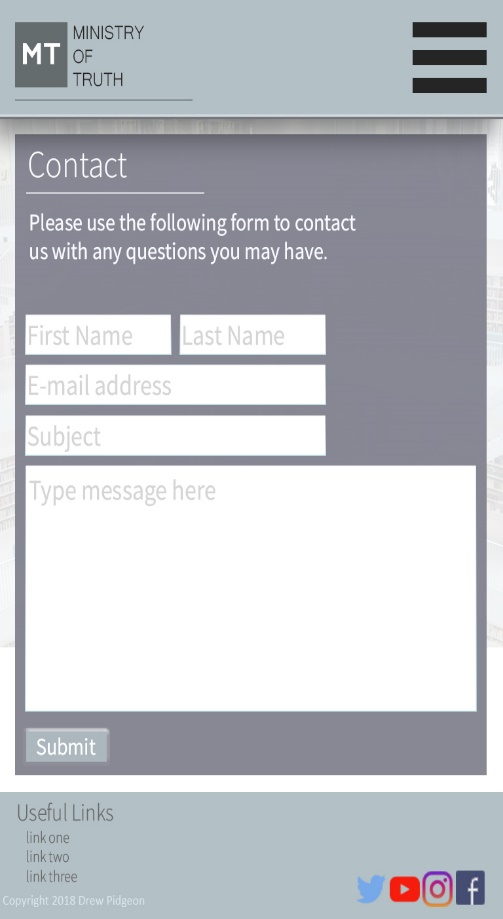 MT
MINISTRY
OF
TRUTH
Contact
Please use the following form to contact
us with any questions you may have.
First Name Last Name
E-mail address
Subject
Type message here
Submit
Useful Links
link one
link two
link three
Copyright 2018 Drew Pidgeon